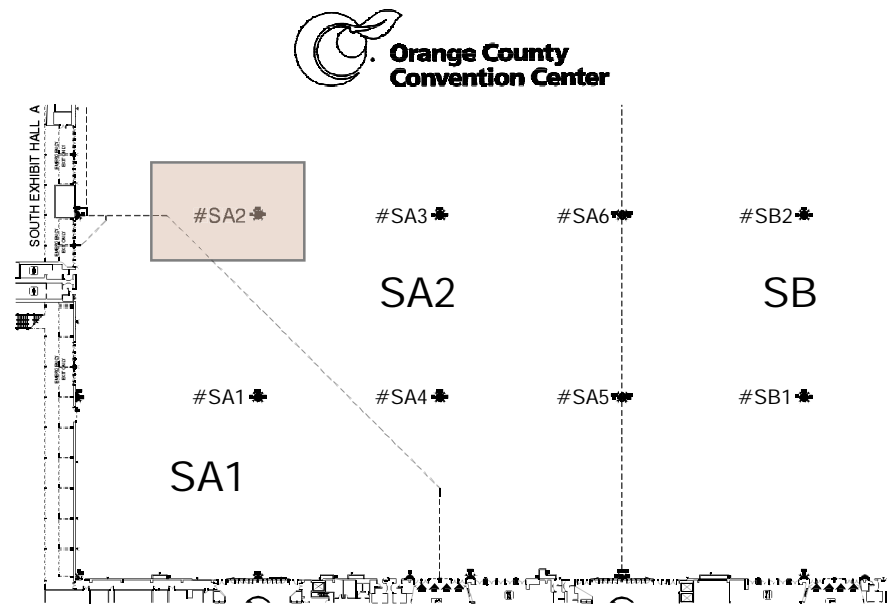 Orange County
Convention Center
SOUTH EXHIBIT HALL A
#SA2
#SA3
#SA6
#SB2
SA2
SB
#SA1
#SA4
#SA5
#SB1
SA1